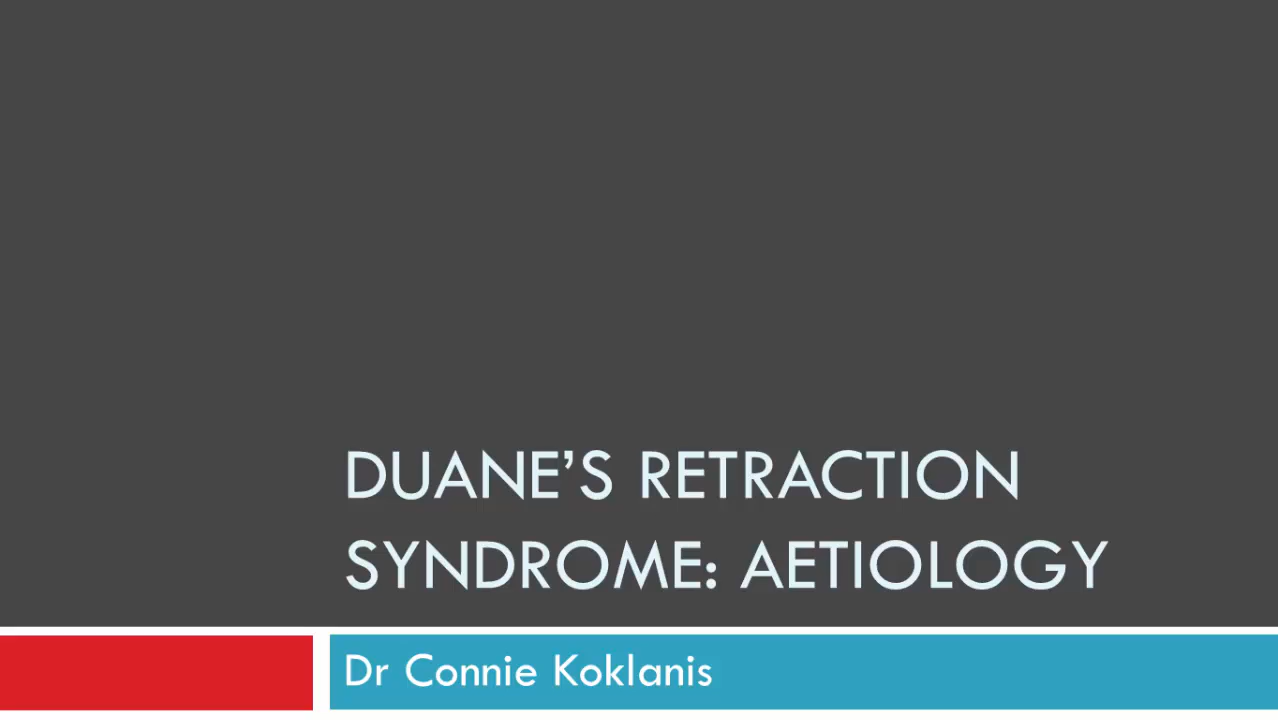 DUANE’S RETRACTION
SYNDROME: AETIOLOGY
Dr Connie Koklanis